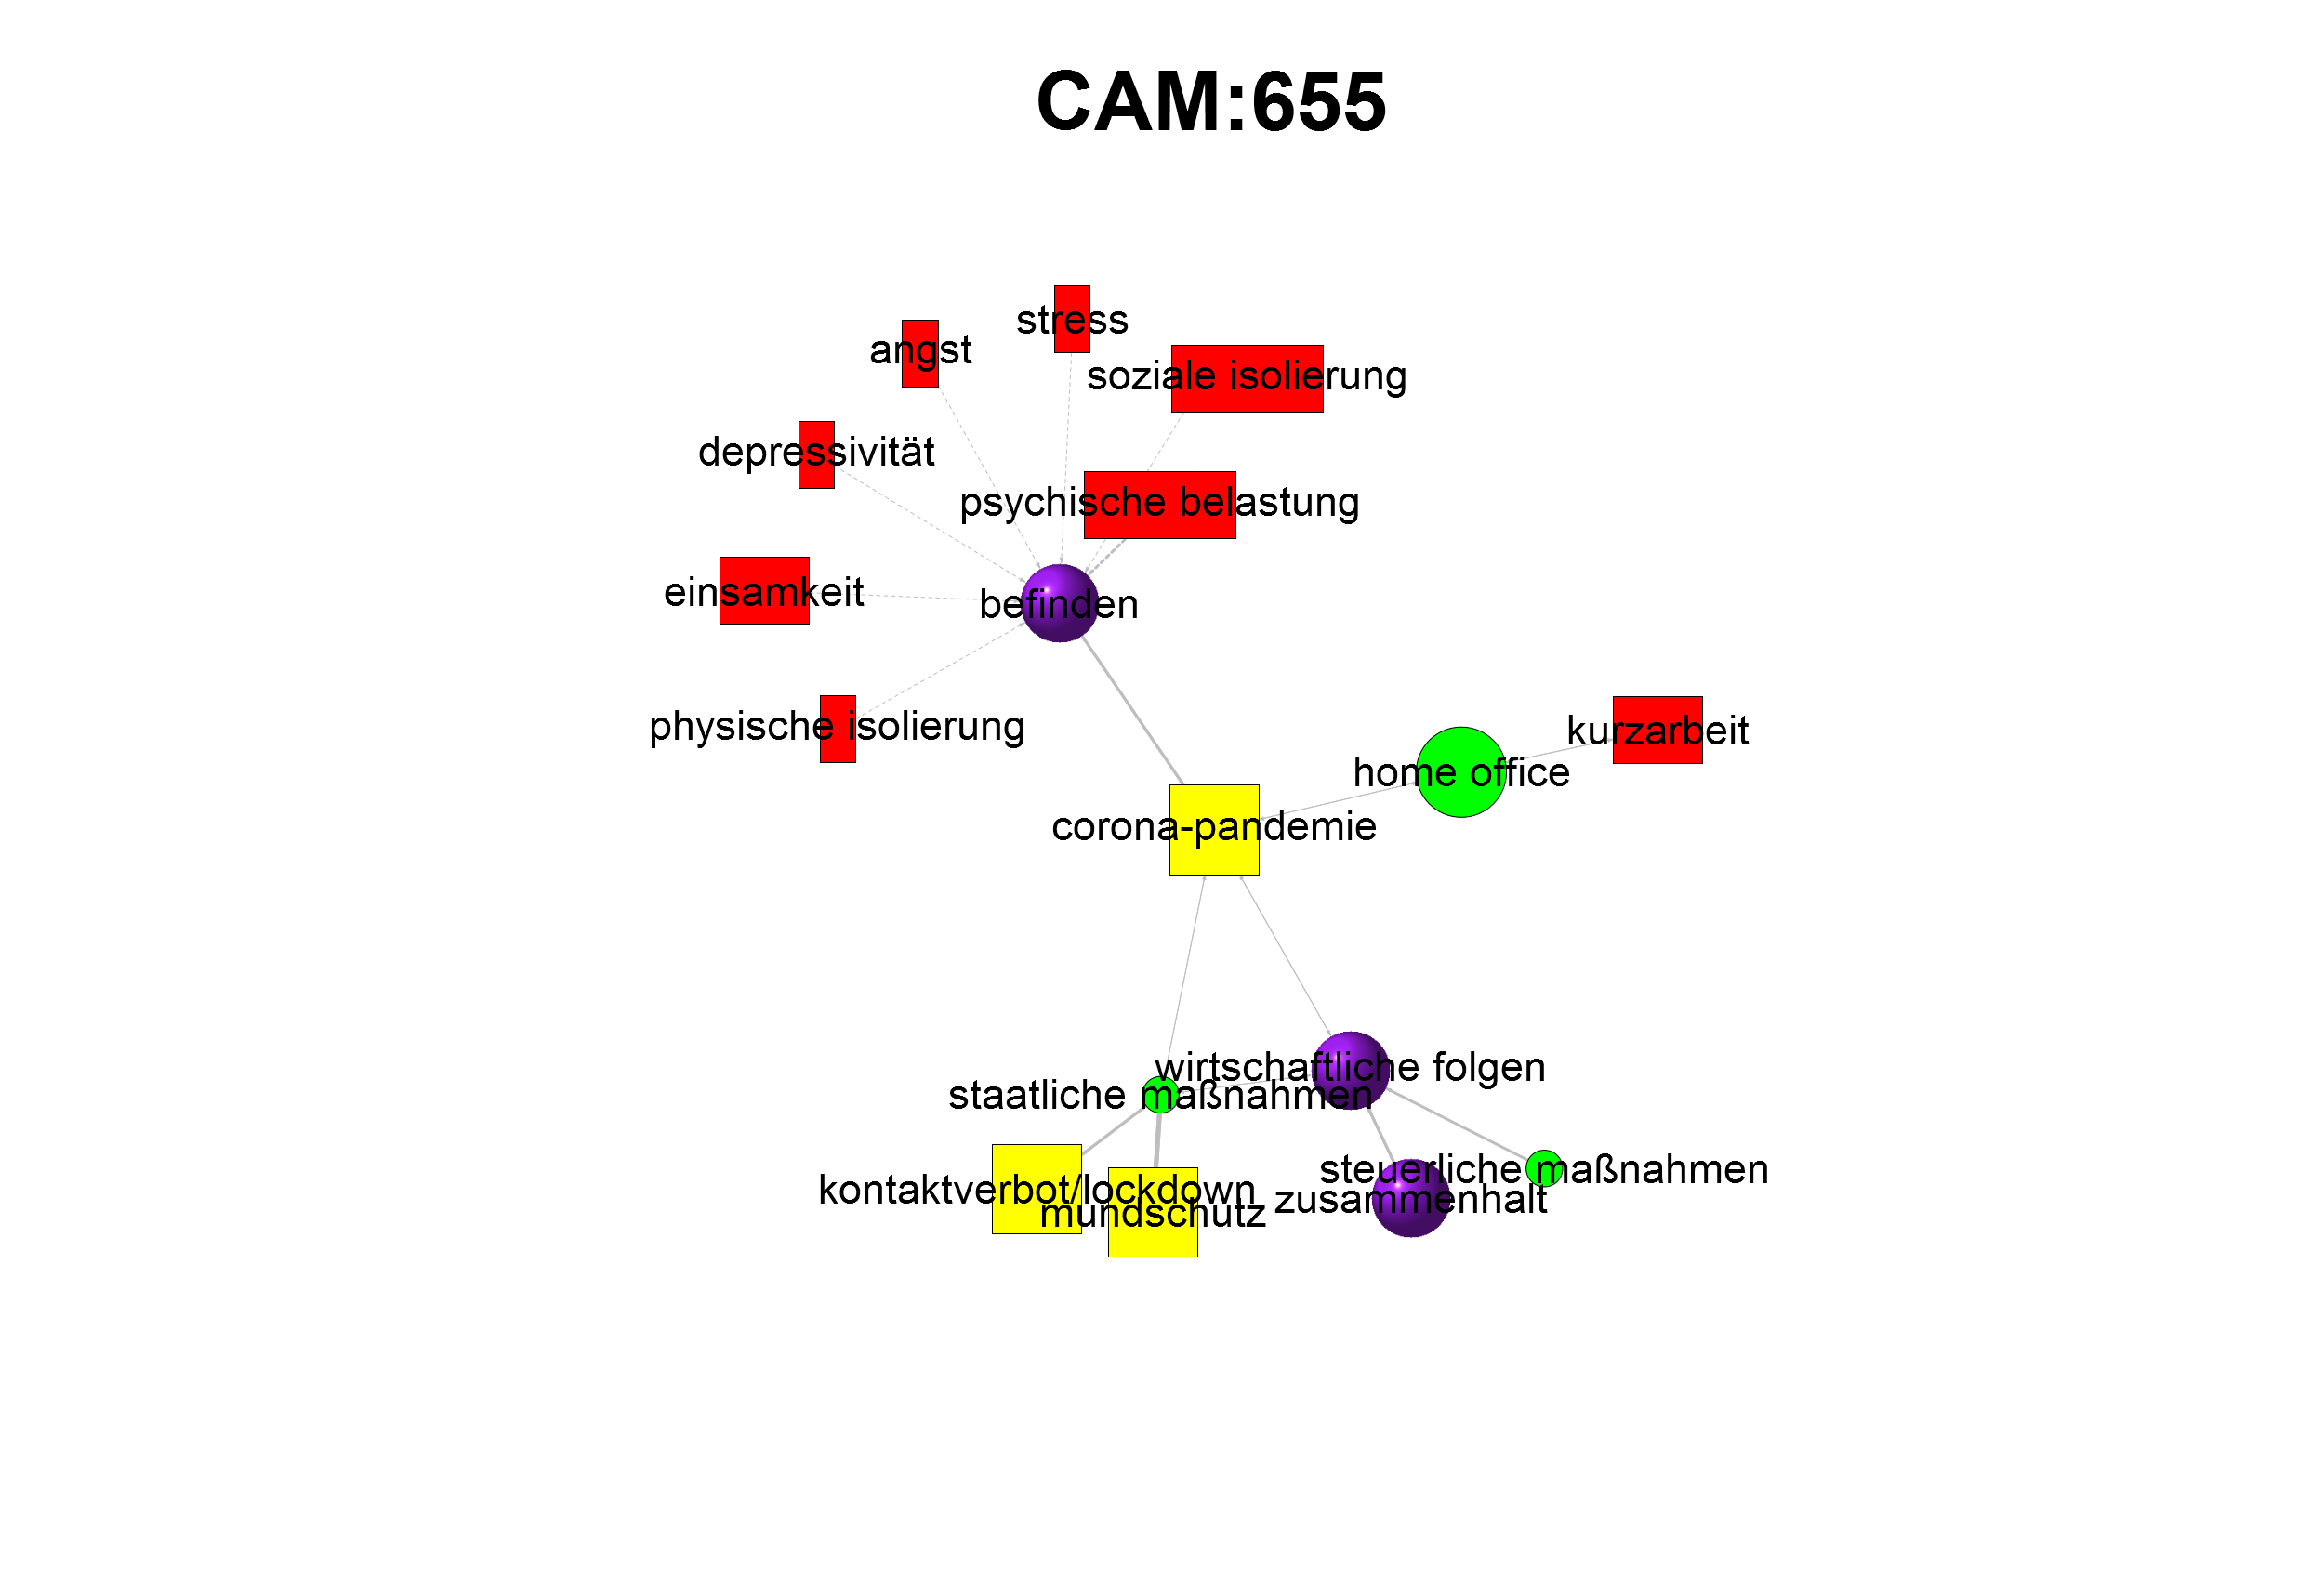 CAM:655
stress
angst
soziale isolierung
depressivität
psychische belastung
einsamkeit
befinden
physische isolierung
kurzarbeit
home office
corona-pandemie
wirtschaftliche folgen
staatliche maßnahmen
steuerliche maßnahmen
kontaktverbot/lockdown
zusammenhalt
mundschutz